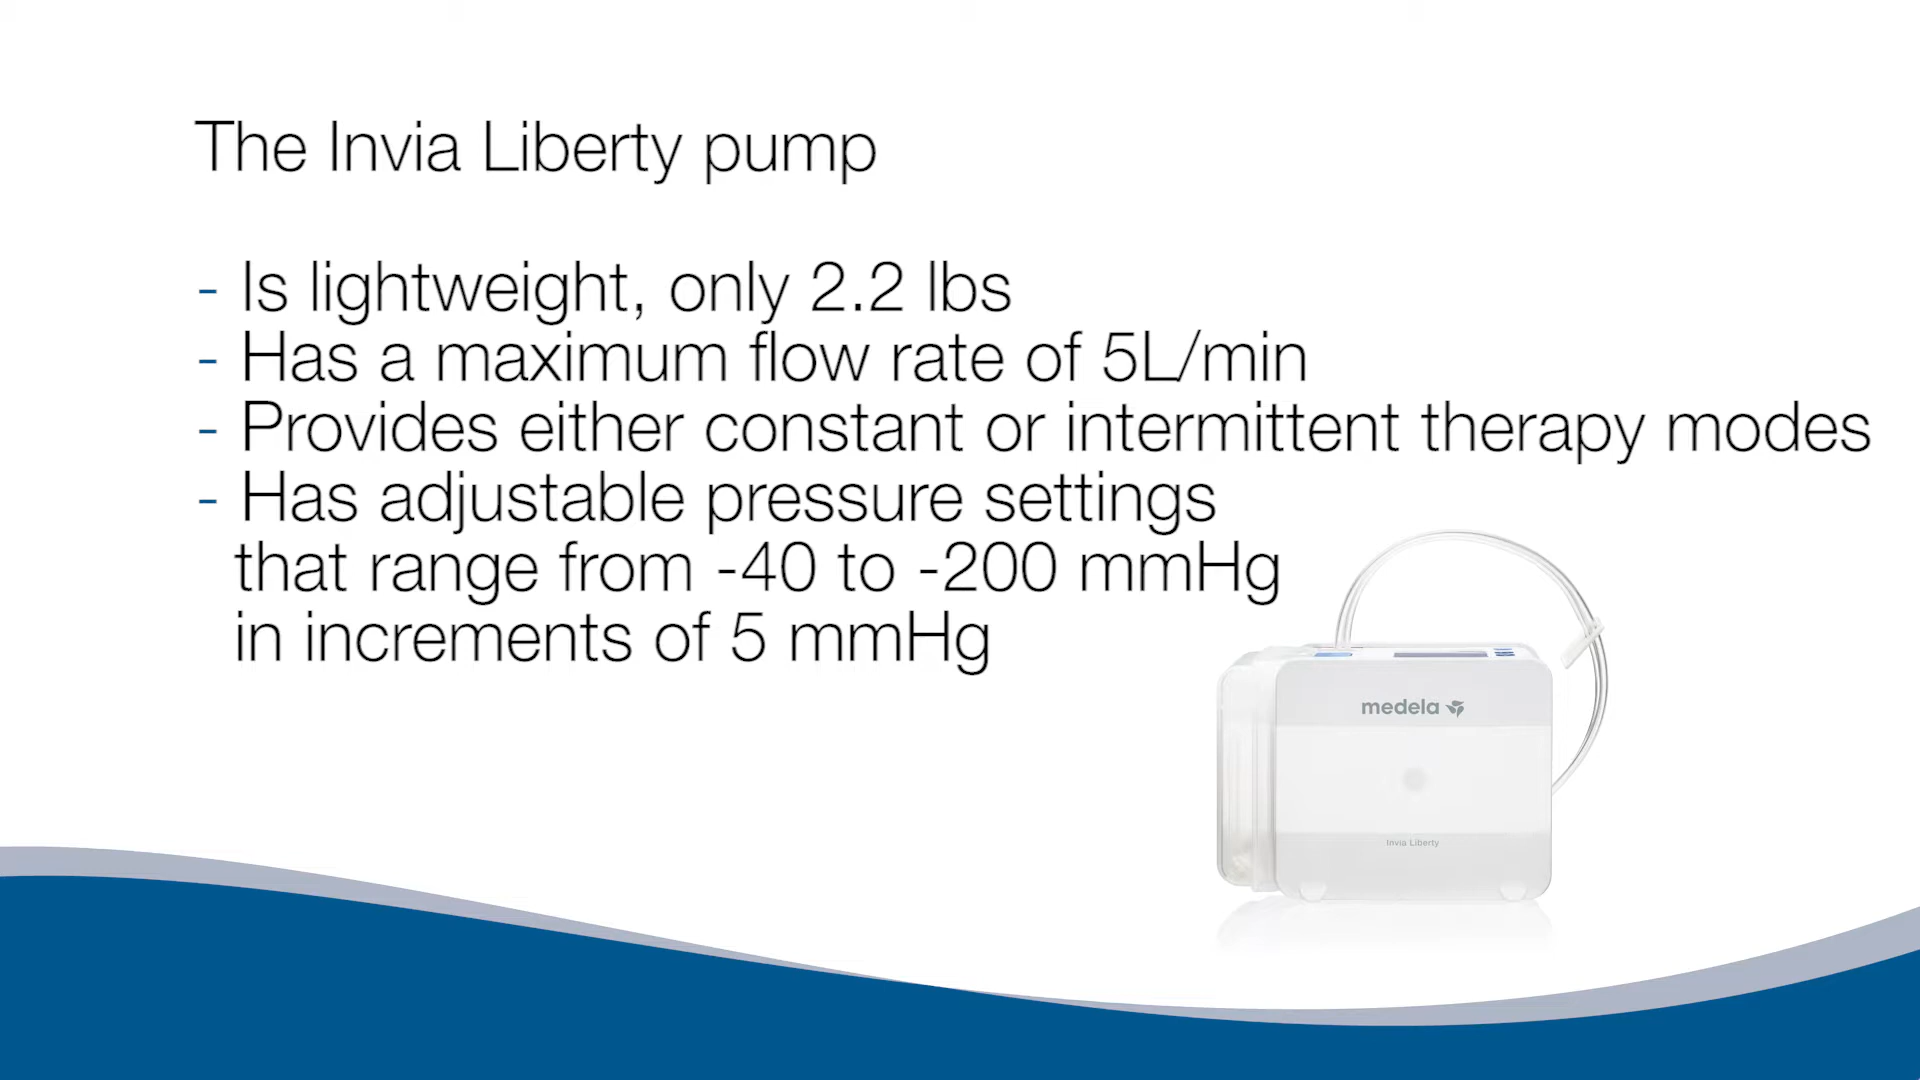 The Invia Liberty pump
- Is lightweight, only 2.2 lbs
- Has a maximum flow rate of 5L/min
- Provides either constant or intermittent therapy modes
- Has adjustable pressure settings
that range from -40 to -200 mmHg
in increments of 5 mmHg
medela
Invia Liberty